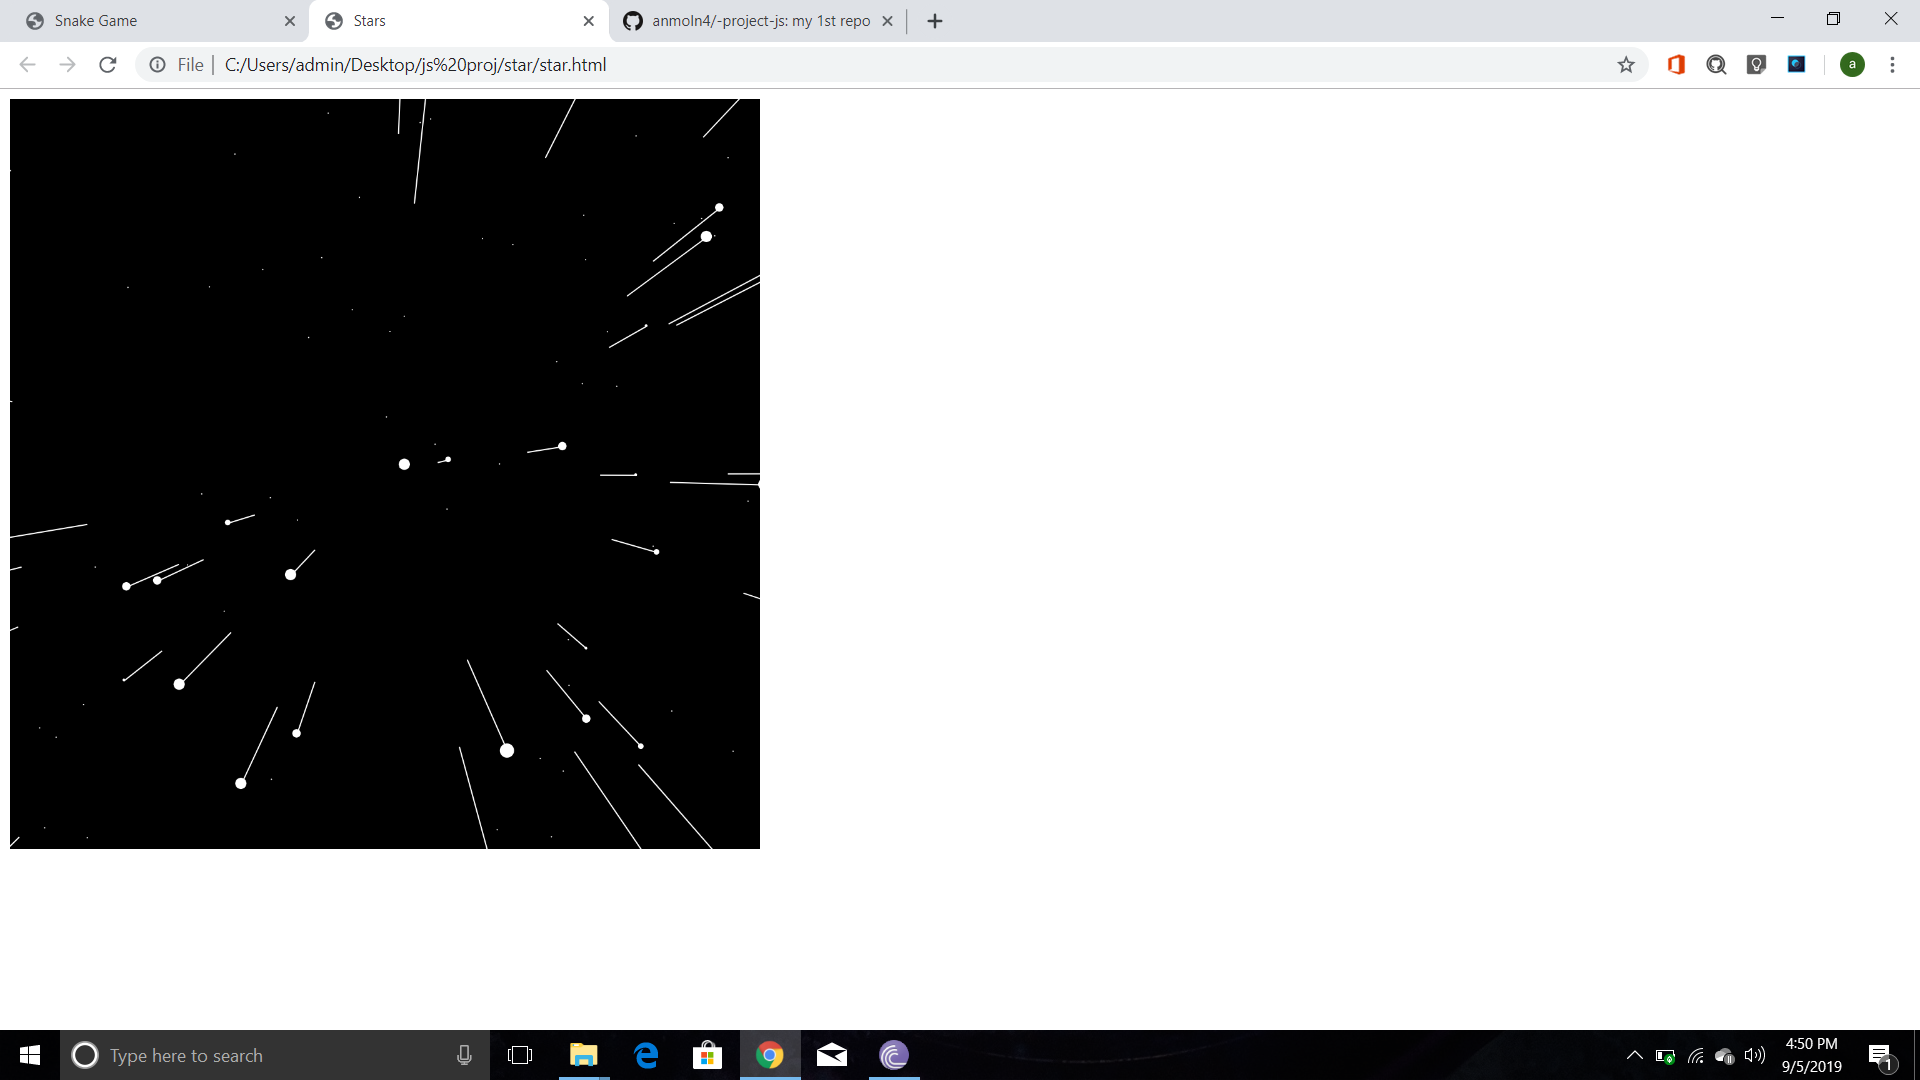 Snake Game
Stars
anmoln4/-project-js: my 1st repo
File
C:/Users/admin/Desktop/js%20proj/star/star.html
a
Type here to search
4:50 PM
9/5/2019
1